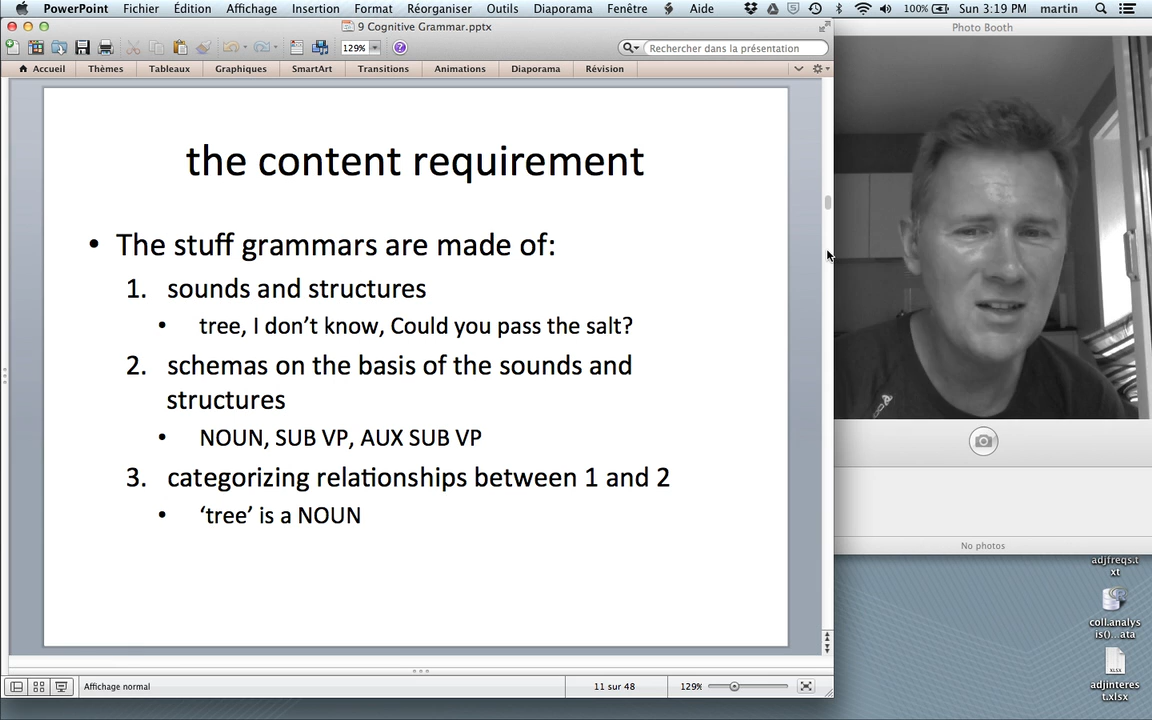 PowerPoint Fichier Édition Affichage Insertion Format Réorganiser Outils Diaporama Fenêtre Aide 100% Sun 3:19 PM martin
9 Cognitive Grammar.pptx
Photo Booth
129%
Rechercher dans la présentation
Accueil Thèmes Tableaux Graphiques SmartArt Transitions Animations Diaporama Révision
the content requirement
• The stuff grammars are made of:
1. sounds and structures
• tree, I don’t know, Could you pass the salt?
2. schemas on the basis of the sounds and
structures
• NOUN, SUB VP, AUX SUB VP
3. categorizing relationships between 1 and 2
• ‘tree’ is a NOUN
No photos
adjfreqs.t
xt
coll.analy
sis()...ata
adjinteres
t.xlsx
Affichage normal 11 sur 48 129%